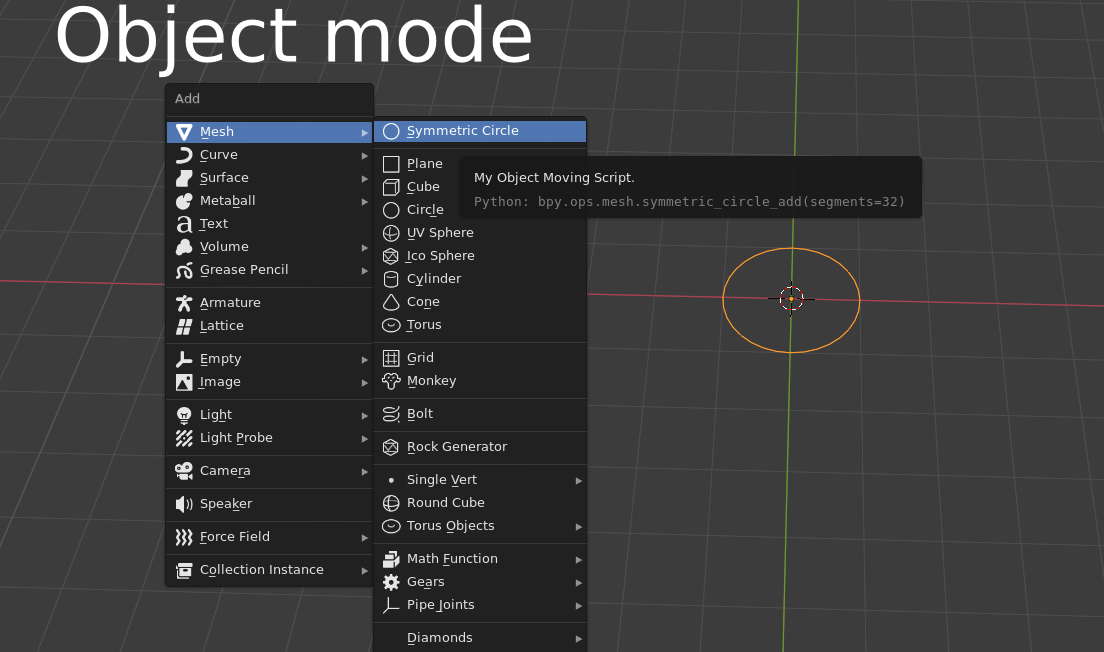 Object mode
Add
Mesh
Curve
Surface
Metaball
Text
Volume
Grease Pencil
Armature
Lattice
Empty
Image
Light
Light Probe
Camera
Speaker
Force Field
Collection Instance
Symmetric Circle
Plane
Cube
Circle
UV Sphere
Ico Sphere
Cylinder
Cone
Torus
Grid
Monkey
Bolt
Rock Generator
Single Vert
Round Cube
Torus Objects
Math Function
Gears
Pipe Joints
Diamonds
My Object Moving Script.
Python: bpy.ops.mesh.symmetric_circle_add(segments=32)